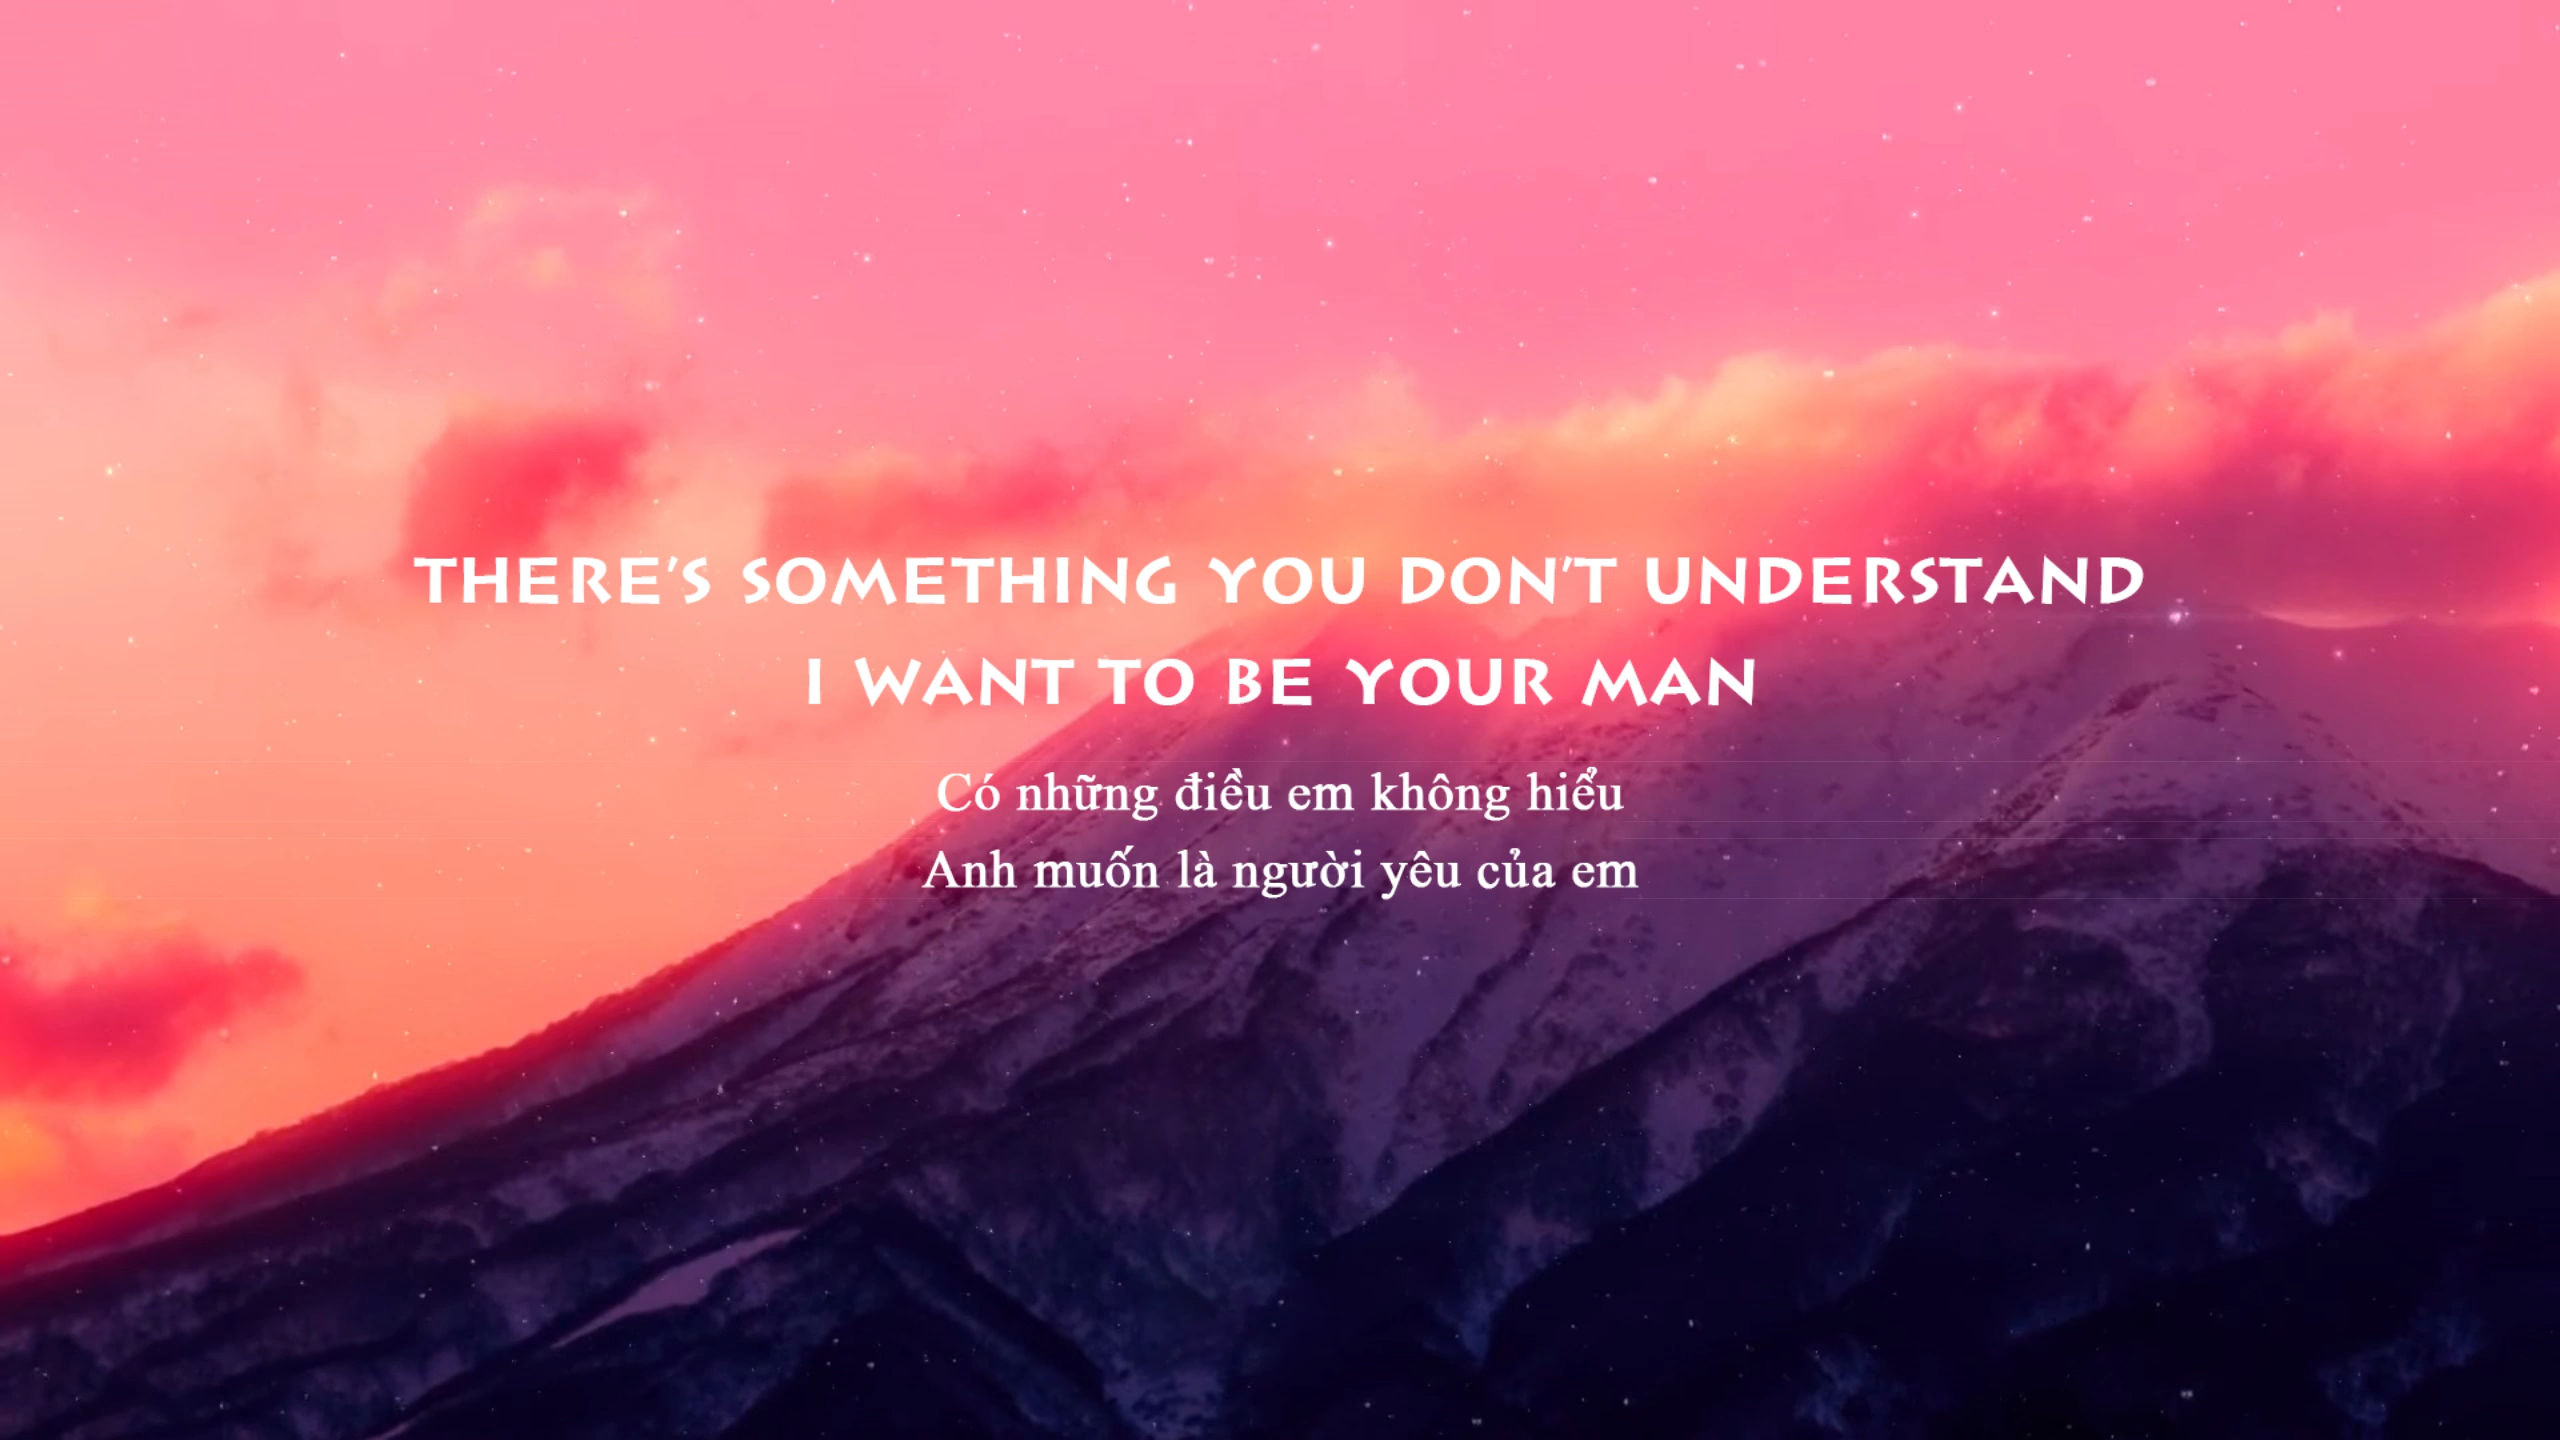 THERE'S SOMETHING YOU DON'T UNDERSTAND
I WANT TO BE YOUR MAN
Có những điều em không hiểu
Anh muốn là người yêu của em